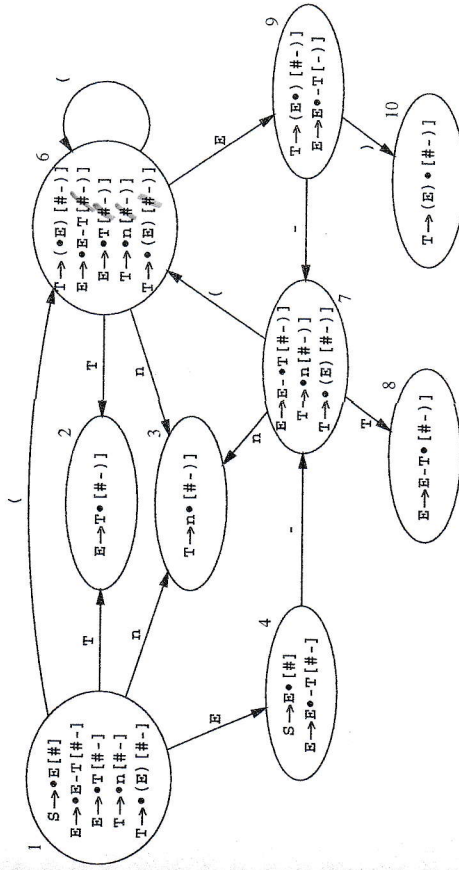 1
S→•E[#]
E→•E-T[#-]
E→•T[#-]
T→•n[#-]
T→•(E)[#-]
(
T
n
E
2
E→T•[#-)]
3
T→n•[#-)]
4
S→E•[#]
E→E•-T[#-]
-
6
T→(•E)[#-)]
E→•E-T[#-)]
E→•T[#-)]
T→•n[#-)]
T→•(E)[#-)]
(
T
n
E
(
n
7
E→E-•T[#-)]
T→•n[#-)]
T→•(E)[#-)]
T
-
8
E→E-T•[#-)]
9
T→(E•)[#-)]
E→E•-T[-)]
)
10
T→(E)•[#-)]